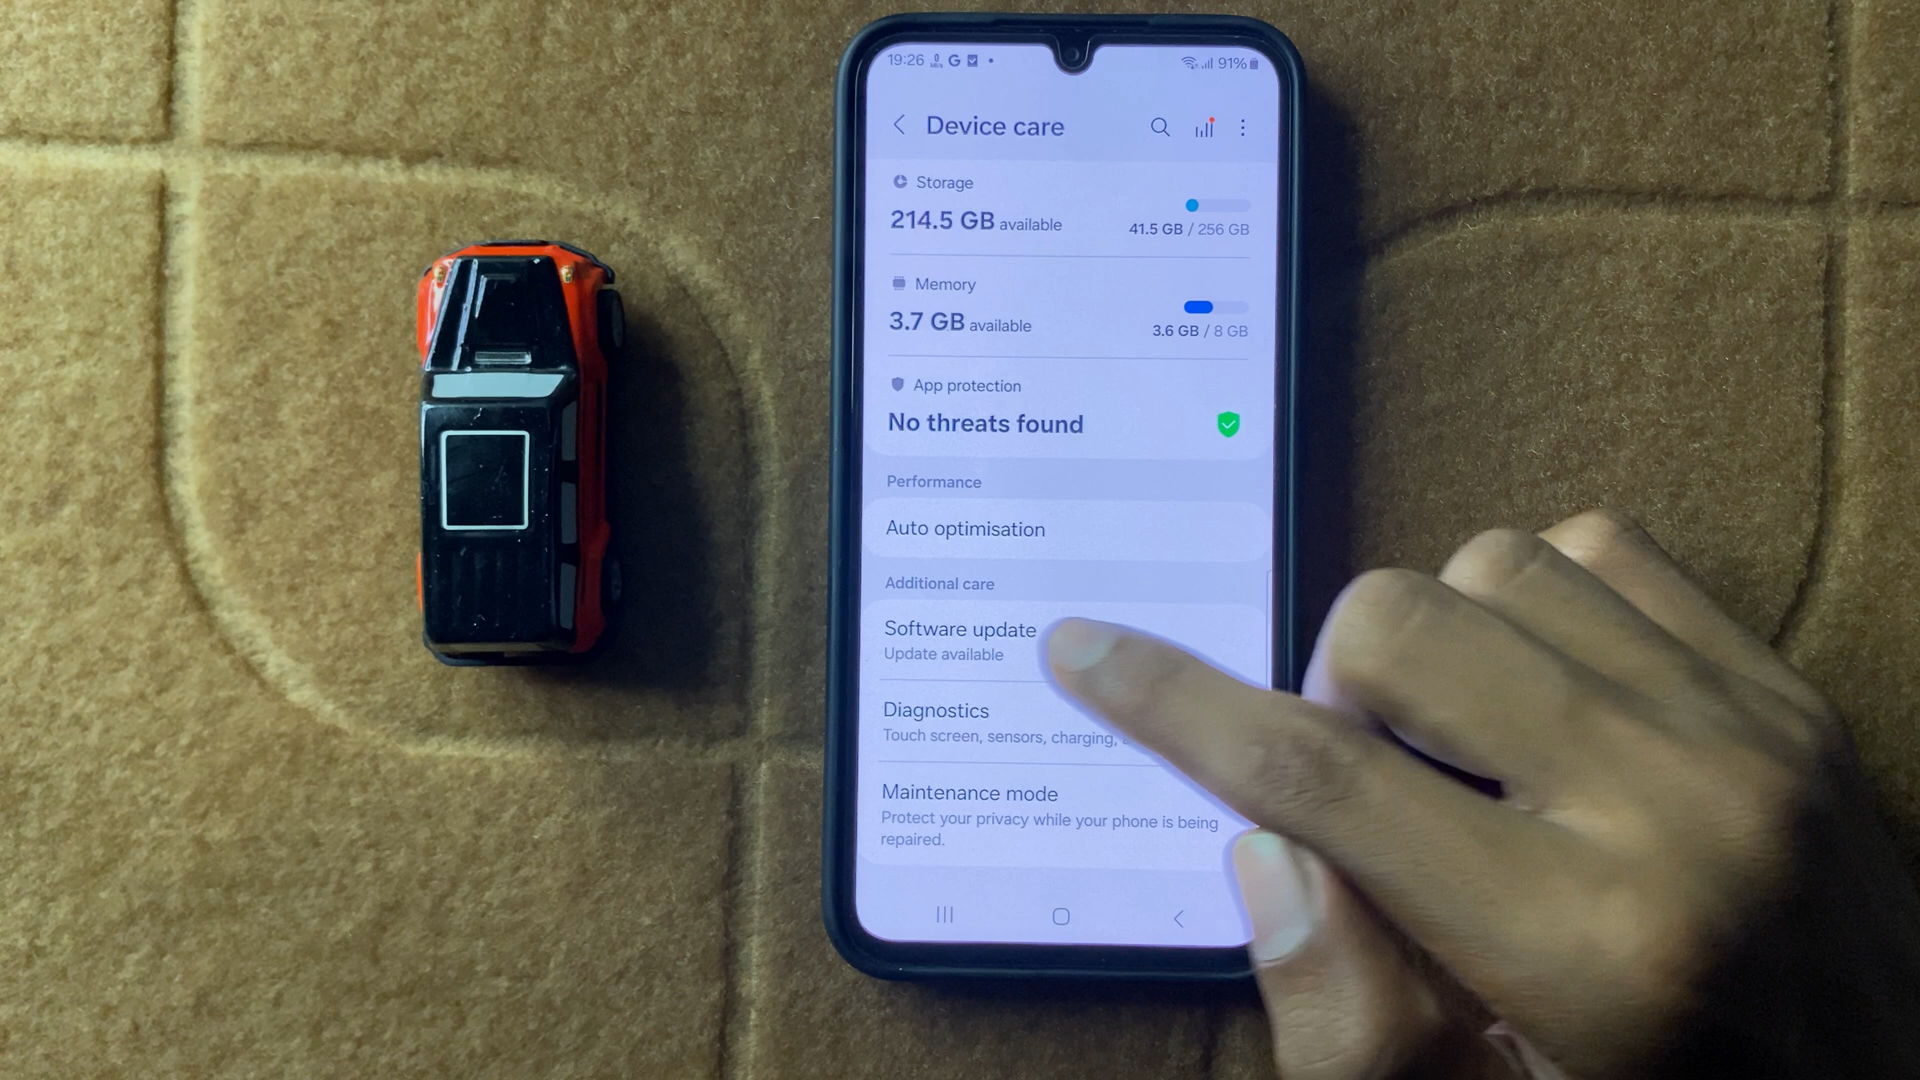 19:26 G 91%
Device care
Storage
214.5 GB available
41.5 GB / 256 GB
Memory
3.7 GB available
3.6 GB / 8 GB
App protection
No threats found
Performance
Auto optimisation
Additional care
Software update
Update available
Diagnostics
Touch screen, sensors, charging,
Maintenance mode
Protect your privacy while your phone is being
repaired.